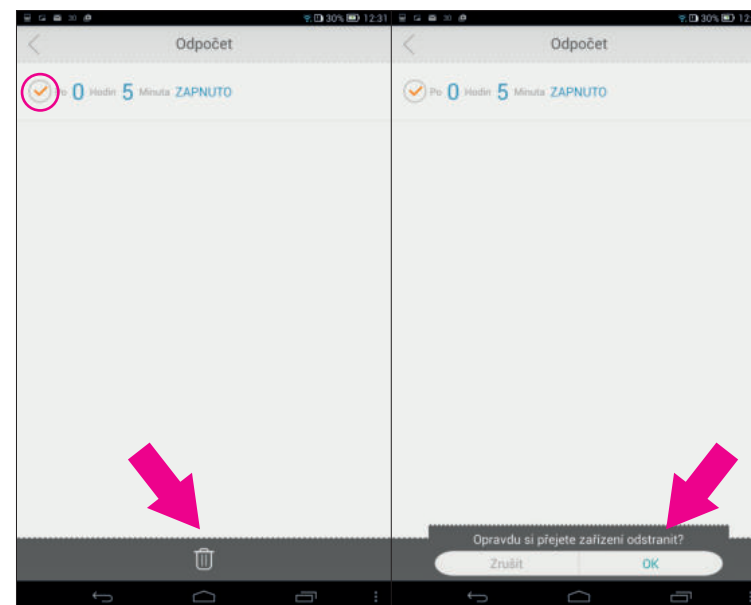 30% 12:31
Odpočet
Po 0 Hodin 5 Minuta ZAPNUTO
30% 12:
Odpočet
Po 0 Hodin 5 Minuta ZAPNUTO
Opravdu si přejete zařízení odstranit?
Zrušit OK